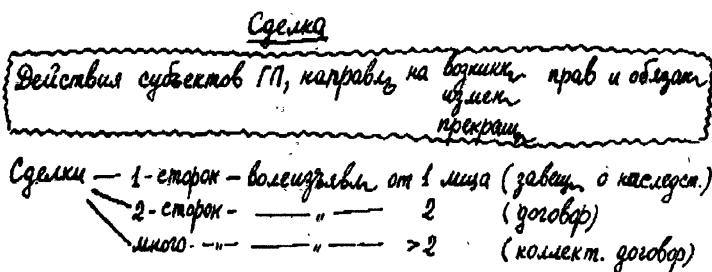 Сделка
Действия субъектов ГП, направл на возникн прав и обязан
измен
прекращ
Сделки — 1-сторон – волеизъявл от 1 лица (завещ о наследст.)
2-сторон – — „ — 2 (договор)
много- –„– — „ — >2 (коллект. договор)